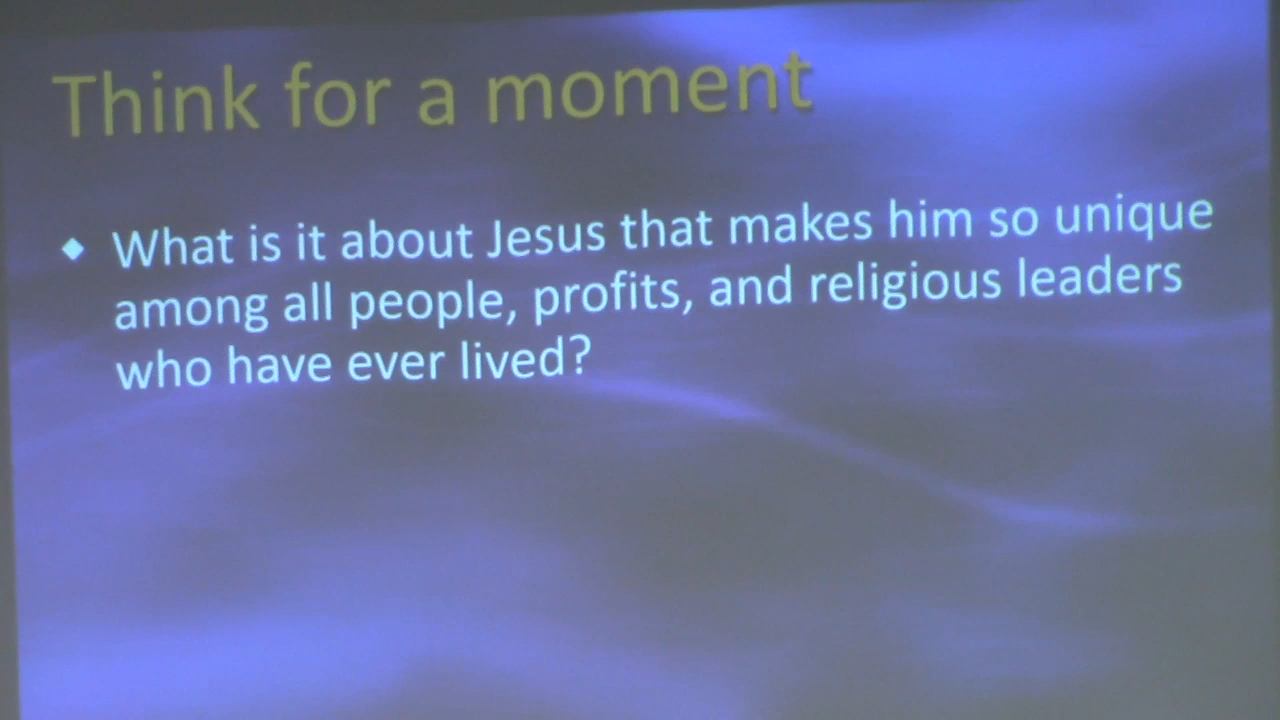 Think for a moment
What is it about Jesus that makes him so unique
among all people, profits, and religious leaders
who have ever lived?